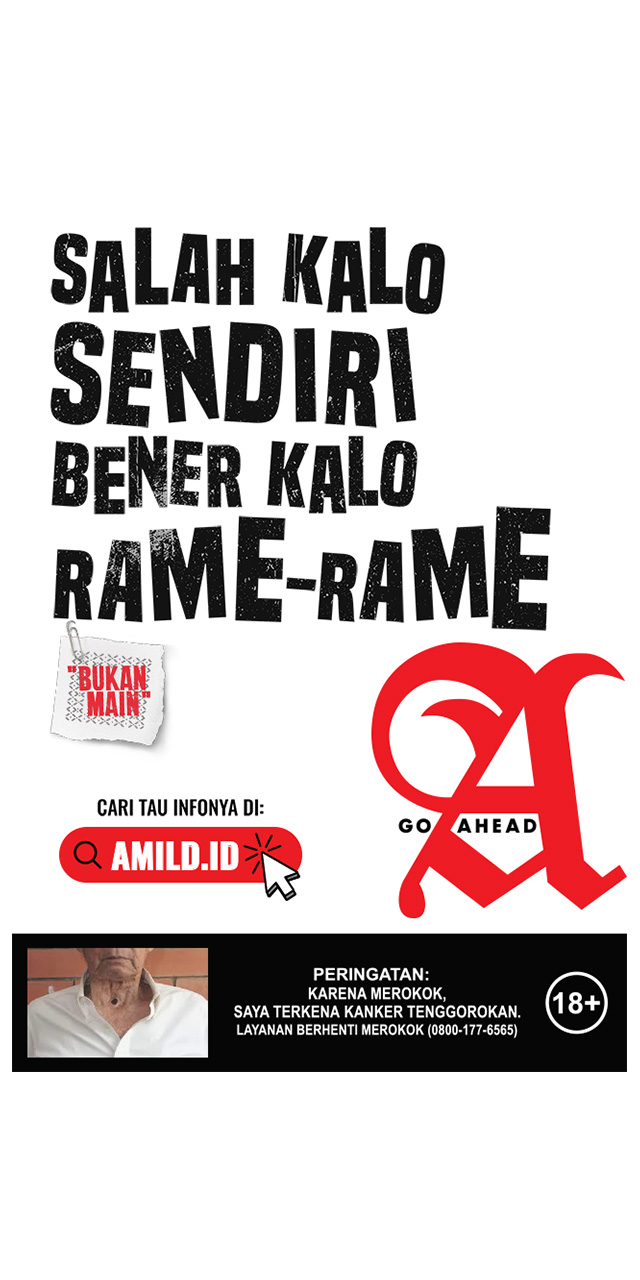 SALAH KALO
SENDIRI
BENER KALO
RAME-RAME
"BUKAN
MAIN"
CARI TAU INFONYA DI:
AMILD.ID
A
GO AHEAD
PERINGATAN:
KARENA MEROKOK,
SAYA TERKENA KANKER TENGGOROKAN.
LAYANAN BERHENTI MEROKOK (0800-177-6565)
18+